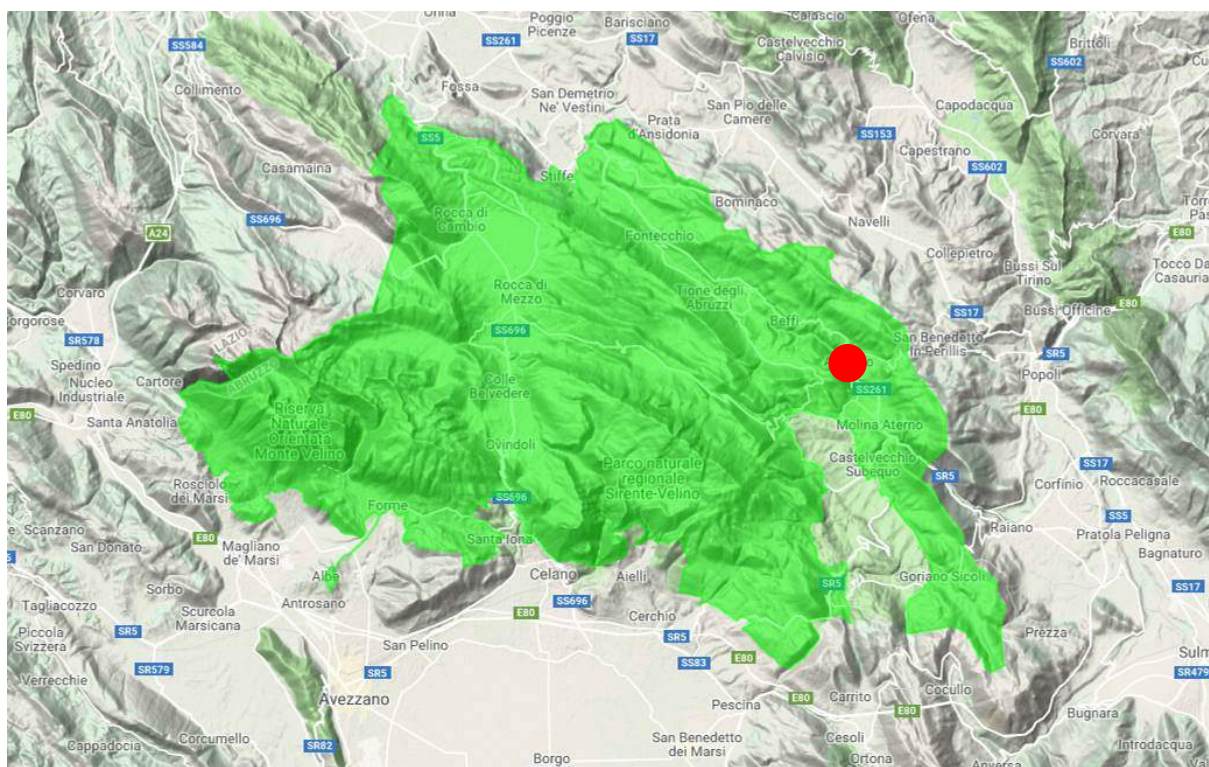 Poggio
Picenze
Barisciano
Calascio
Ofena
SS584
SS261
SS17
Castelvecchio
Calvisio
Brittoli
SS602
Collimento
Fossa
San Demetrio
Ne' Vestini
San Pio delle
Camere
Capodacqua
Prata
d'Ansidonia
SS5
SS153
Corvara
Capestrano
SS602
Casamaina
Stiffe
Bominaco
SS696
Rocca di
Cambio
Navelli
A24
Fontecchio
E80
Collepietro
Bussi Sul
Tirino
Tocco Da
Casauria
Corvaro
Rocca di
Mezzo
Tione degli
Abruzzi
Bussi Officine
E80
SS17
Beffi
SR578
LAZIO
SS696
San Benedetto
In Perillis
SR5
Spedino
Cartore
Popoli
Nucleo
Industriale
Colle
Belvedere
SS261
E80
Santa Anatolia
Riserva
Naturale
Orientata
Monte Velino
E80
Molina Aterno
Ovindoli
Castelvecchio
Subequo
Parco naturale
regionale
Sirente-Velino
SS17
SR5
Rosciolo
dei Marsi
SS696
Corfinio
Roccacasale
Forme
SS5
Scanzano
E80
Raiano
Pratola Peligna
San Donato
Magliano
de' Marsi
Santa Iona
Bagnaturo
Celano
Aielli
Albe
SR5
Goriano Sicoli
Sorbo
Antrosano
SS696
SS17
Tagliacozzo
Scurcola
Marsicana
E80
Cerchio
SR5
Piccola
Svizzera
SR5
San Pelino
Prezza
SS83
E80
SR579
SR5
SR479
Verrecchie
Avezzano
Carrito
Cocullo
Pescina
E80
E80
Bugnara
Cappadocia
Corcumello
SR82
San Benedetto
dei Marsi
Cesoli
Introdacqua
Borgo
Ortona
Anversa